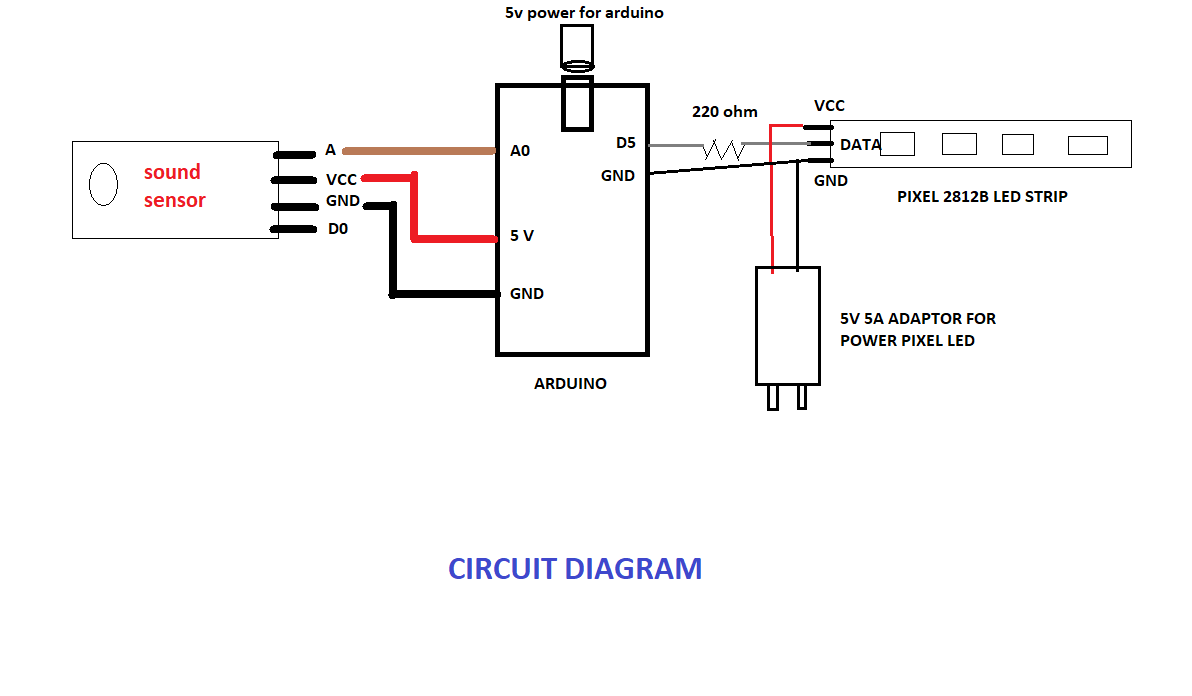 5v power for arduino
220 ohm
VCC
D5
DATA
A
A0
sound
sensor
VCC
GND
GND
GND
D0
PIXEL 2812B LED STRIP
5 V
GND
5V 5A ADAPTOR FOR
POWER PIXEL LED
ARDUINO
CIRCUIT DIAGRAM